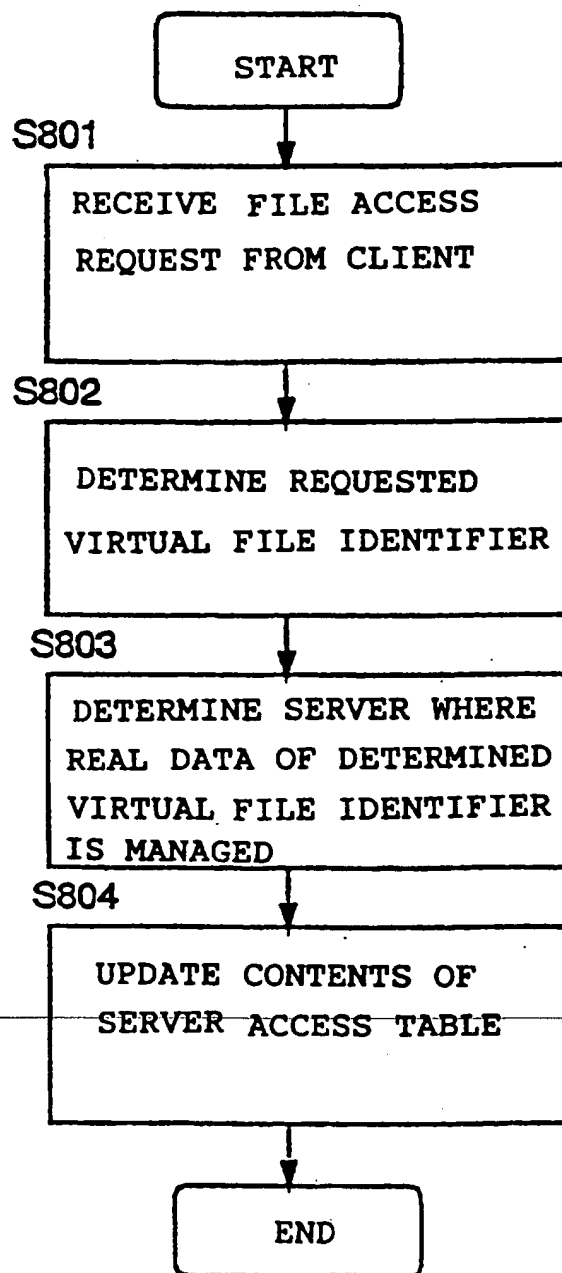 START
S801
RECEIVE FILE ACCESS
REQUEST FROM CLIENT
S802
DETERMINE REQUESTED
VIRTUAL FILE IDENTIFIER
S803
DETERMINE SERVER WHERE
REAL DATA OF DETERMINED
VIRTUAL FILE IDENTIFIER
IS MANAGED
S804
UPDATE CONTENTS OF
SERVER ACCESS TABLE
END